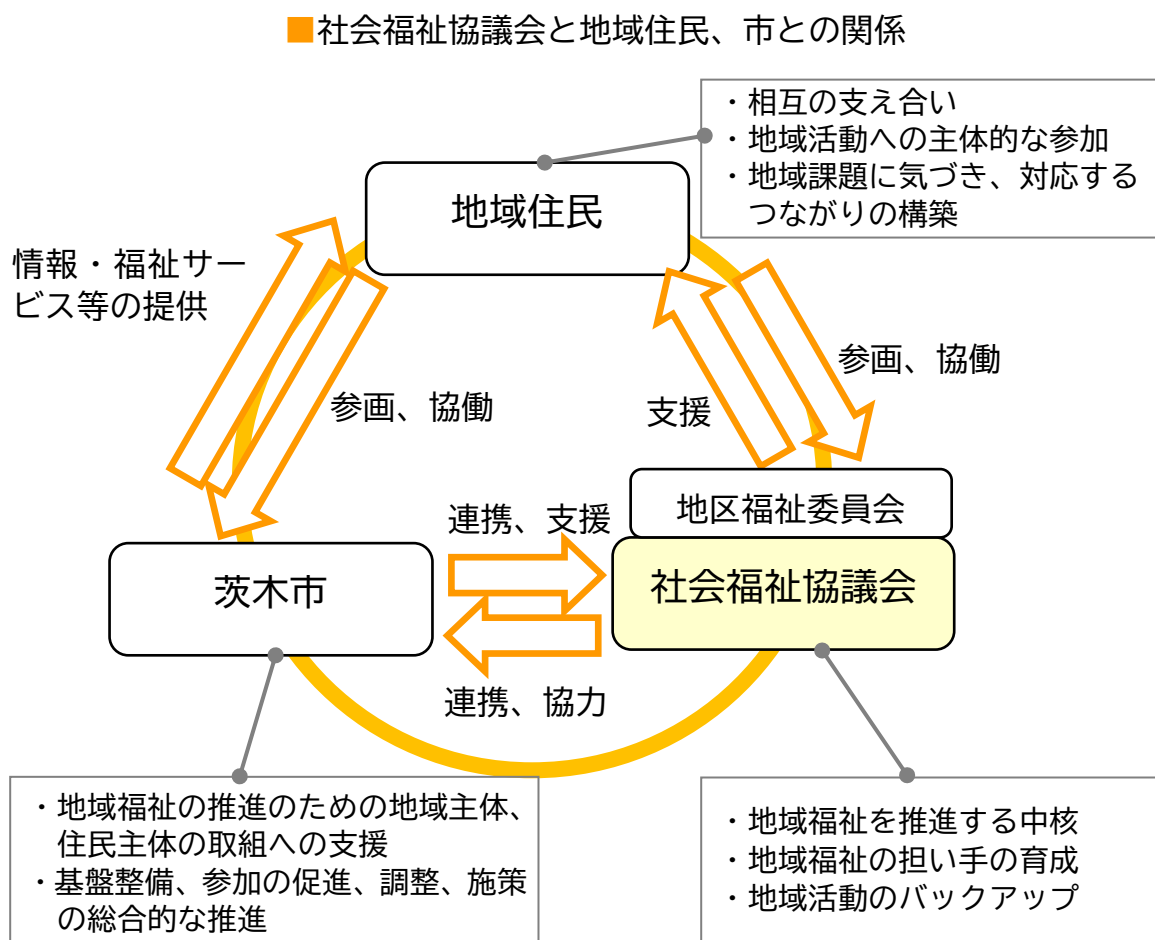 ■社会福祉協議会と地域住民、市との関係
・相互の支え合い
・地域活動への主体的な参加
・地域課題に気づき、対応する
つながりの構築
地域住民
情報・福祉サー
ビス等の提供
参画、協働
支援
参画、協働
地区福祉委員会
連携、支援
茨木市
社会福祉協議会
連携、協力
・地域福祉の推進のための地域主体、
住民主体の取組への支援
・基盤整備、参加の促進、調整、施策
の総合的な推進
・地域福祉を推進する中核
・地域福祉の担い手の育成
・地域活動のバックアップ